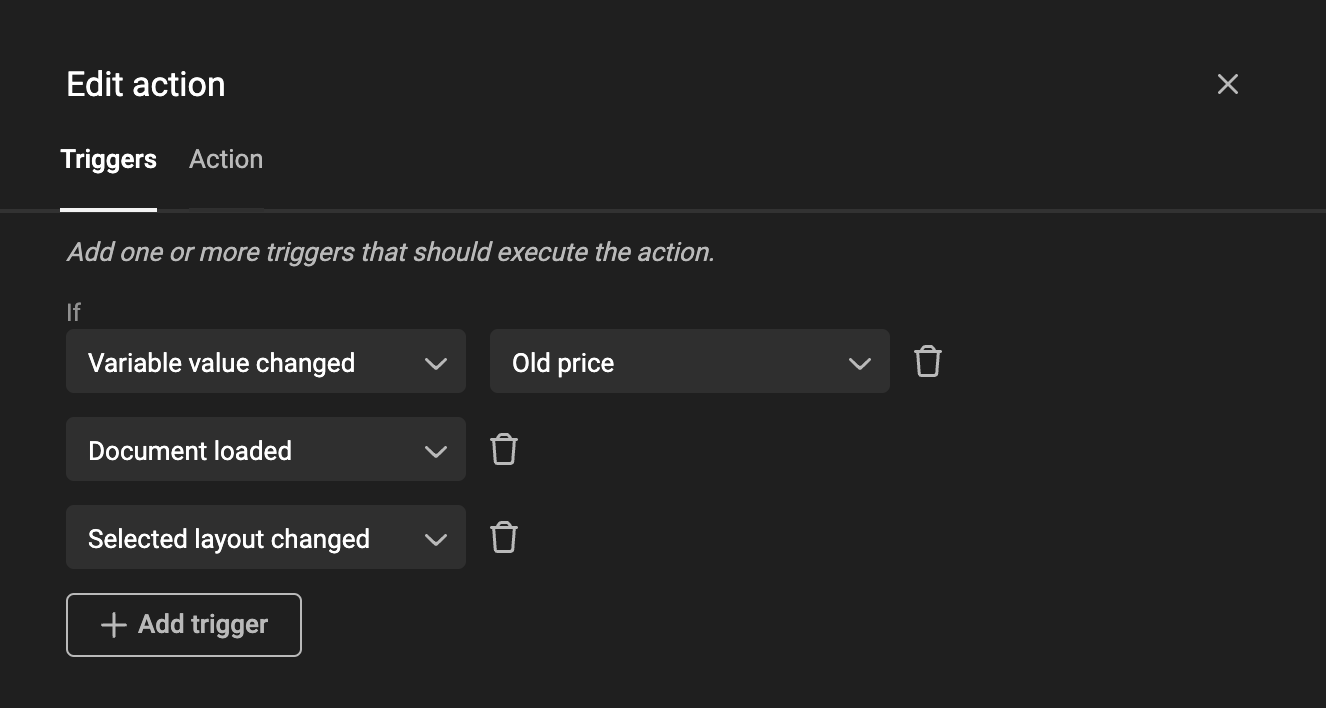 Edit action
Triggers Action
Add one or more triggers that should execute the action.
If
Variable value changed Old price
Document loaded
Selected layout changed
Add trigger